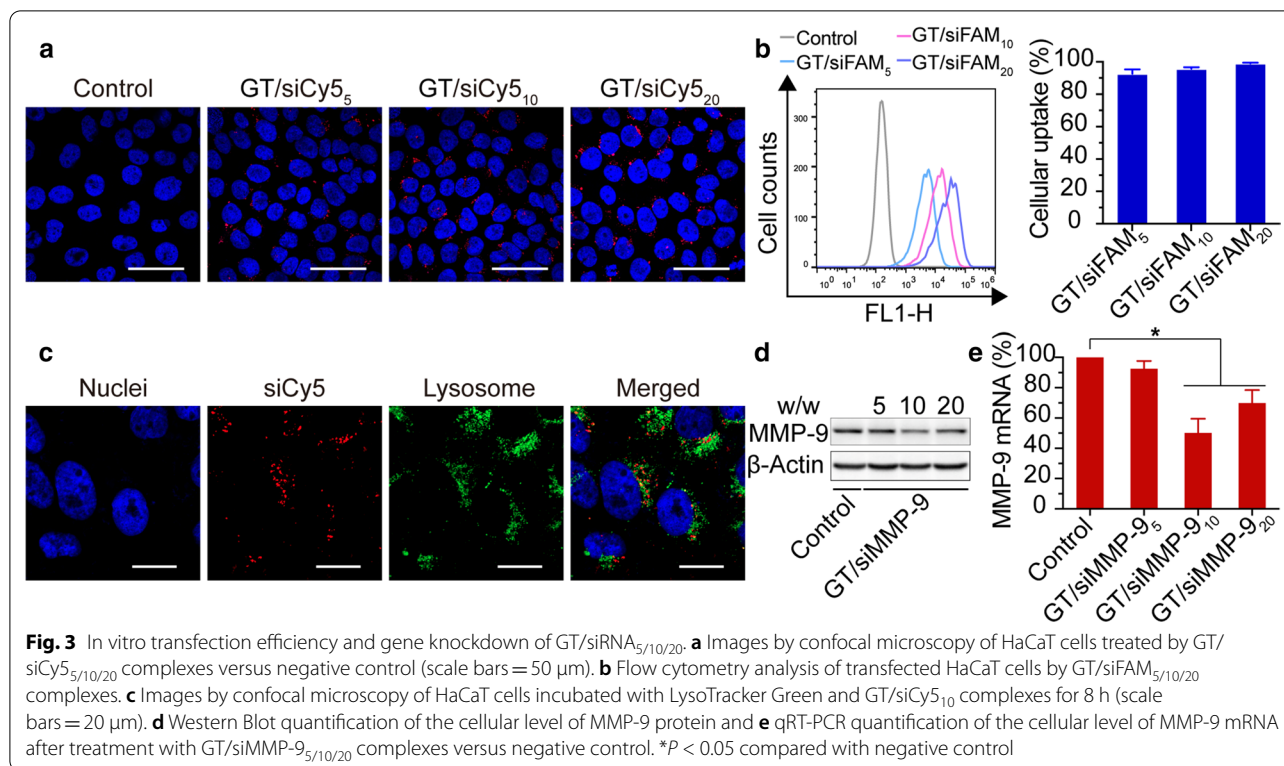 a
Control
GT/siCy5₅
GT/siCy5₁₀
GT/siCy5₂₀
b
Control
GT/siFAM₁₀
GT/siFAM₅
GT/siFAM₂₀
Cell counts
300
200
100
0
10⁰ 10¹ 10² 10³ 10⁴ 10⁵ 10⁶
FL1-H
Cellular uptake (%)
100
80
60
40
20
0
GT/siFAM₅
GT/siFAM₁₀
GT/siFAM₂₀
c
Nuclei
siCy5
Lysosome
Merged
d
w/w 5 10 20
MMP-9
β-Actin
Control
GT/siMMP-9
e
MMP-9 mRNA (%)
100
80
60
40
20
0
*
Control
GT/siMMP-9₅
GT/siMMP-9₁₀
GT/siMMP-9₂₀
Fig. 3 In vitro transfection efficiency and gene knockdown of GT/siRNA₅/₁₀/₂₀. a Images by confocal microscopy of HaCaT cells treated by GT/
siCy5₅/₁₀/₂₀ complexes versus negative control (scale bars = 50 μm). b Flow cytometry analysis of transfected HaCaT cells by GT/siFAM₅/₁₀/₂₀
complexes. c Images by confocal microscopy of HaCaT cells incubated with LysoTracker Green and GT/siCy5₁₀ complexes for 8 h (scale
bars = 20 μm). d Western Blot quantification of the cellular level of MMP-9 protein and e qRT-PCR quantification of the cellular level of MMP-9 mRNA
after treatment with GT/siMMP-9₅/₁₀/₂₀ complexes versus negative control. *P < 0.05 compared with negative control